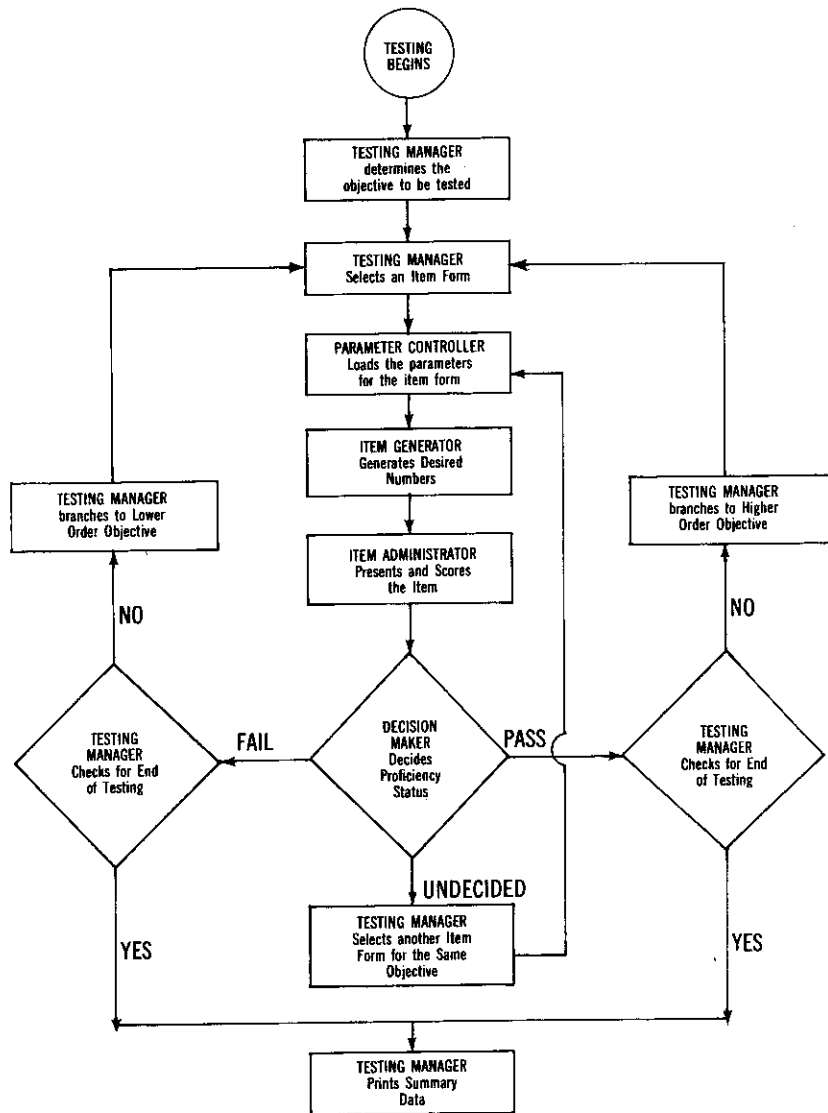 TESTING
BEGINS
TESTING MANAGER
determines the
objective to be tested
TESTING MANAGER
Selects an Item Form
PARAMETER CONTROLLER
Loads the parameters
for the item form
ITEM GENERATOR
Generates Desired
Numbers
TESTING MANAGER
branches to Lower
Order Objective
TESTING MANAGER
branches to Higher
Order Objective
ITEM ADMINISTRATOR
Presents and Scores
the Item
NO
NO
TESTING
MANAGER
Checks for End
of Testing
FAIL
DECISION
MAKER
Decides
Proficiency
Status
PASS
TESTING
MANAGER
Checks for End
of Testing
UNDECIDED
TESTING MANAGER
Selects another Item
Form for the Same
Objective
YES
YES
TESTING MANAGER
Prints Summary
Data